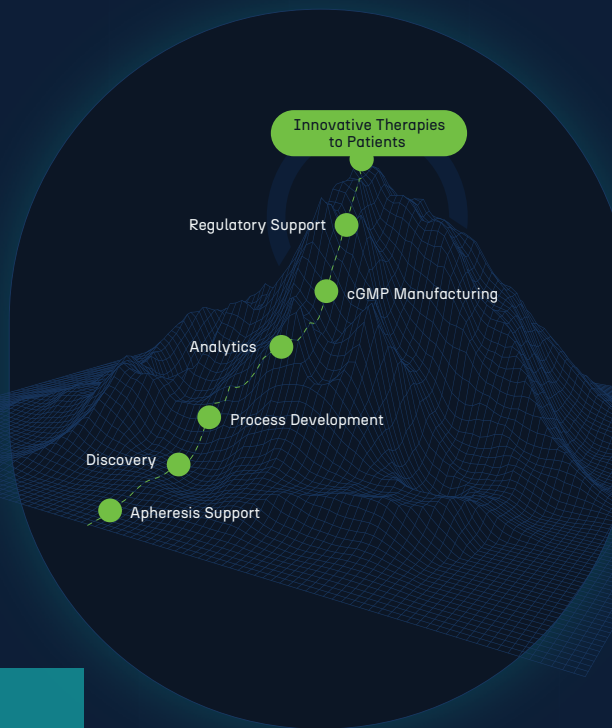 Innovative Therapies
to Patients
Regulatory Support
cGMP Manufacturing
Analytics
Process Development
Discovery
Apheresis Support